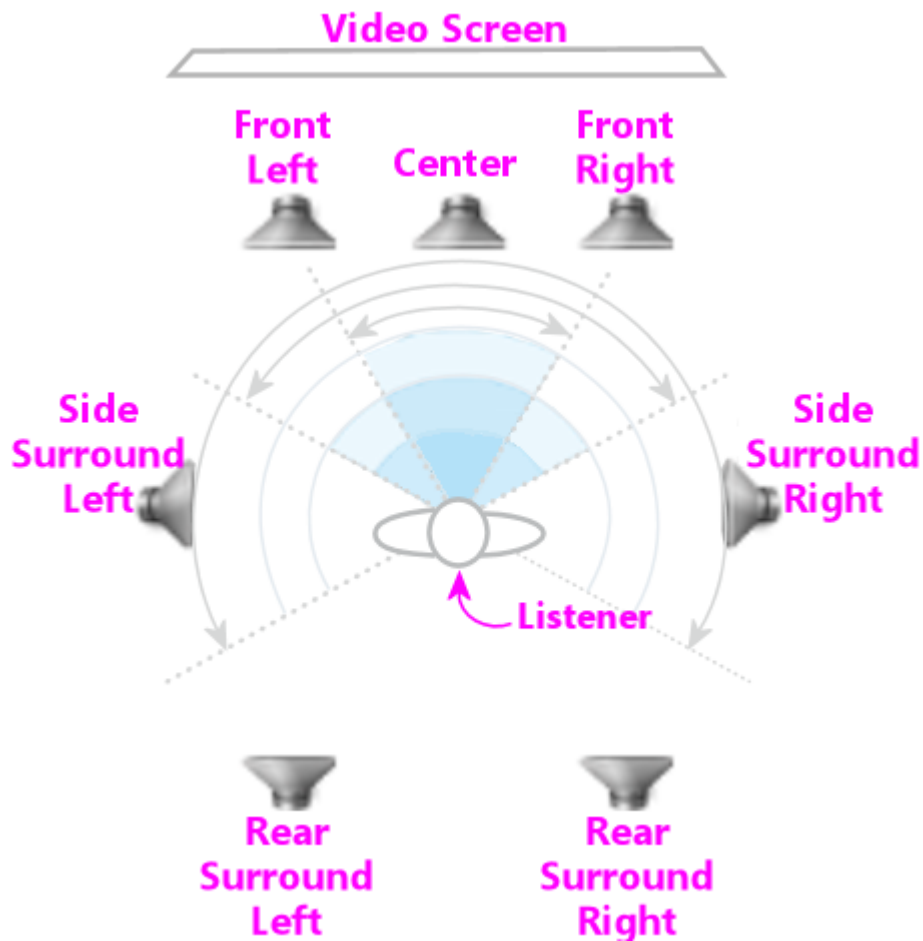 Video Screen
Front
Left
Center
Front
Right
Side
Surround
Left
Side
Surround
Right
Listener
Rear
Surround
Left
Rear
Surround
Right